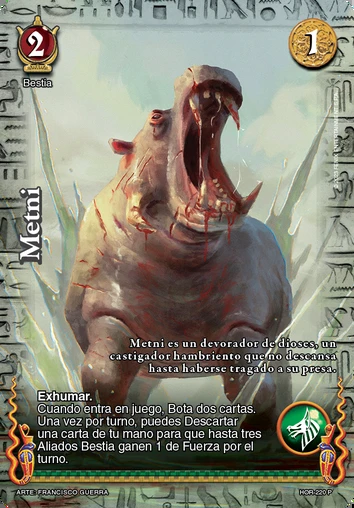 2
1
Bestia
Metni
Metni es un devorador de dioses, un
castigador hambriento que no descansa
hasta haberse tragado a su presa.
Exhumar.
Cuando entra en juego, Bota dos cartas.
Una vez por turno, puedes Descartar
una carta de tu mano para que hasta tres
Aliados Bestia ganen 1 de Fuerza por el
turno.
ARTE: FRANCISCO GUERRA
HOR-220 P